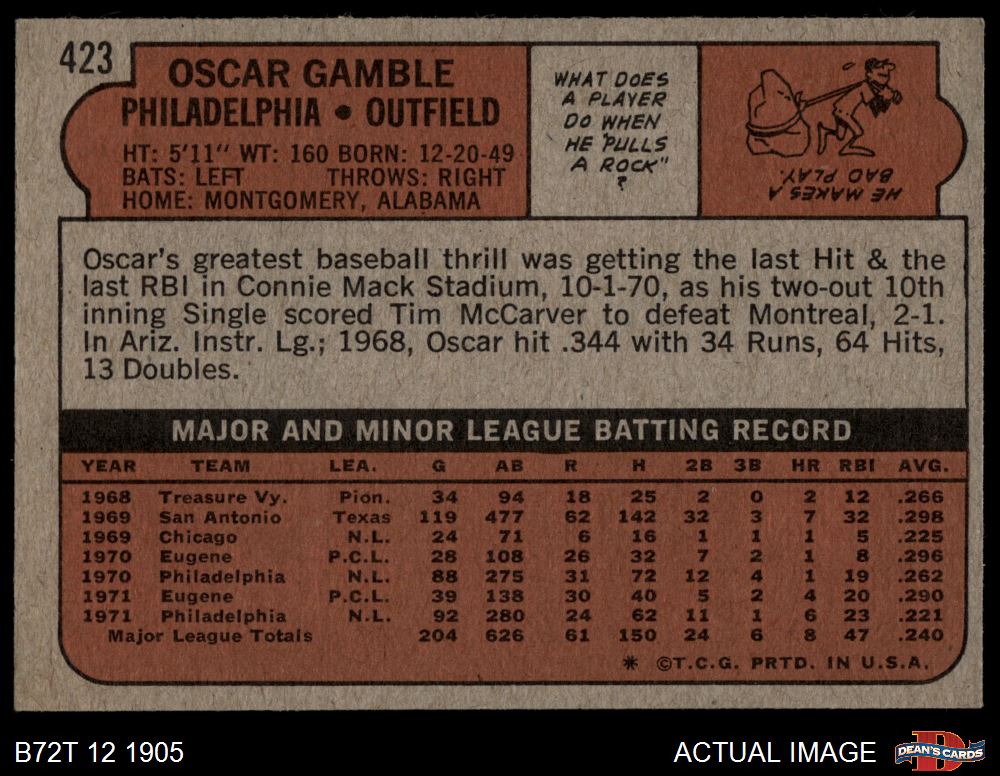 423
OSCAR GAMBLE
PHILADELPHIA • OUTFIELD
HT: 5'11" WT: 160 BORN: 12-20-49
BATS: LEFT THROWS: RIGHT
HOME: MONTGOMERY, ALABAMA
WHAT DOES
A PLAYER
DO WHEN
HE "PULLS
A ROCK"
?
HE MAKES A
BAD PLAY.
Oscar's greatest baseball thrill was getting the last Hit & the
last RBI in Connie Mack Stadium, 10-1-70, as his two-out 10th
inning Single scored Tim McCarver to defeat Montreal, 2-1.
In Ariz. Instr. Lg.; 1968, Oscar hit .344 with 34 Runs, 64 Hits,
13 Doubles.
MAJOR AND MINOR LEAGUE BATTING RECORD
YEAR TEAM LEA. G AB R H 2B 3B HR RBI AVG.
1968 Treasure Vy. Pion. 34 94 18 25 2 0 2 12 .266
1969 San Antonio Texas 119 477 62 142 32 3 7 32 .298
1969 Chicago N.L. 24 71 6 16 1 1 1 5 .225
1970 Eugene P.C.L. 28 108 26 32 7 2 1 8 .296
1970 Philadelphia N.L. 88 275 31 72 12 4 1 19 .262
1971 Eugene P.C.L. 39 138 30 40 5 2 4 20 .290
1971 Philadelphia N.L. 92 280 24 62 11 1 6 23 .221
Major League Totals 204 626 61 150 24 6 8 47 .240
* ©T.C.G. PRTD. IN U.S.A.
B72T 12 1905
ACTUAL IMAGE
DEAN'S CARDS